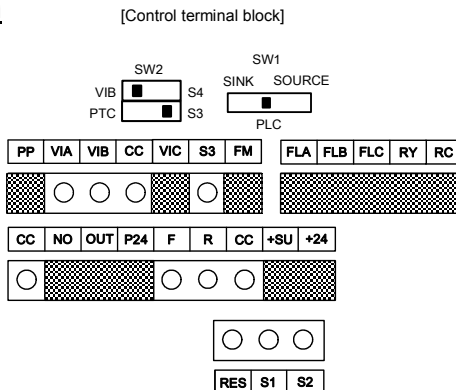 [Control terminal block]
SW2
SW1
VIB S4
PTC S3
SINK SOURCE
PLC
PP VIA VIB CC VIC S3 FM FLA FLB FLC RY RC
CC NO OUT P24 F R CC +SU +24
RES S1 S2